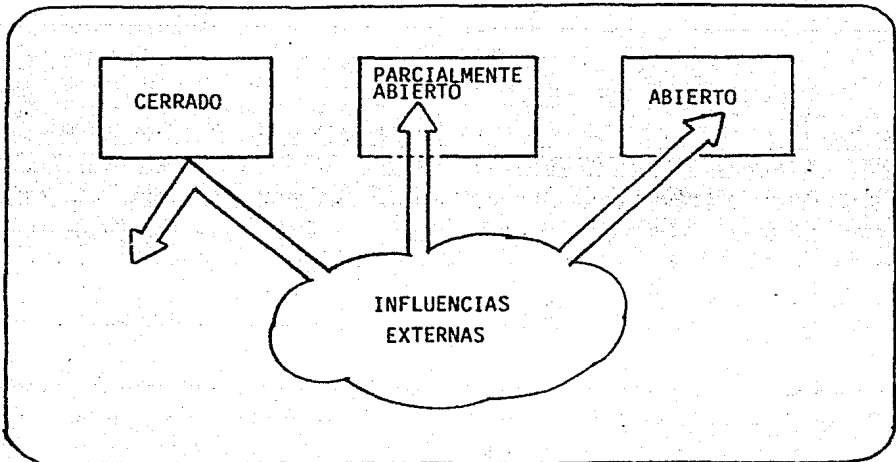 CERRADO
PARCIALMENTE
ABIERTO
ABIERTO
INFLUENCIAS
EXTERNAS